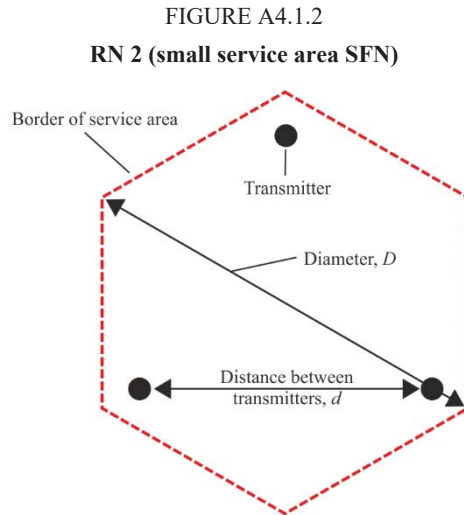 FIGURE A4.1.2
RN 2 (small service area SFN)
Border of service area
Transmitter
Diameter, D
Distance between
transmitters, d